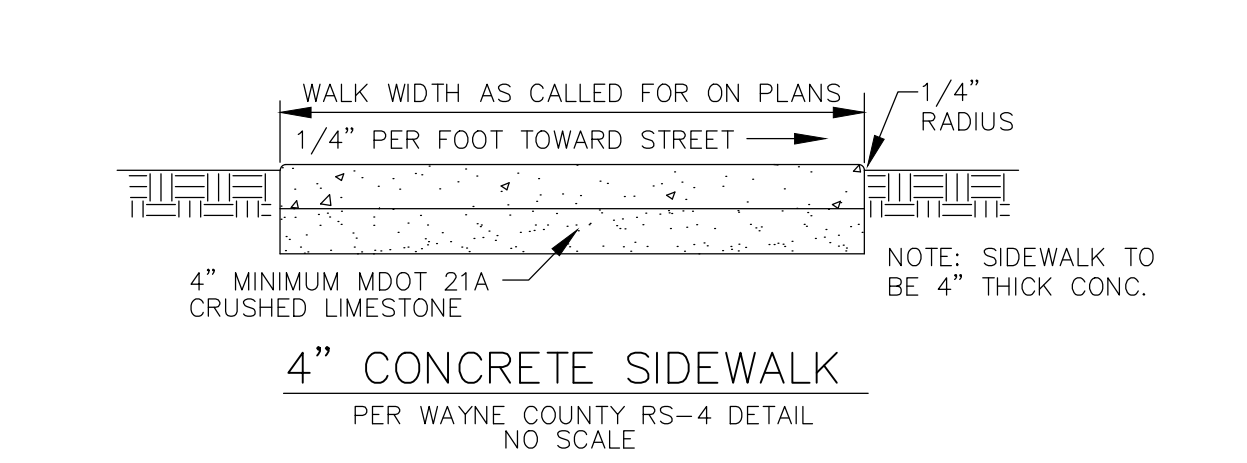 WALK WIDTH AS CALLED FOR ON PLANS
1/4” PER FOOT TOWARD STREET
1/4”
RADIUS
4” MINIMUM MDOT 21A
CRUSHED LIMESTONE
NOTE: SIDEWALK TO
BE 4” THICK CONC.
4” CONCRETE SIDEWALK
PER WAYNE COUNTY RS-4 DETAIL
NO SCALE